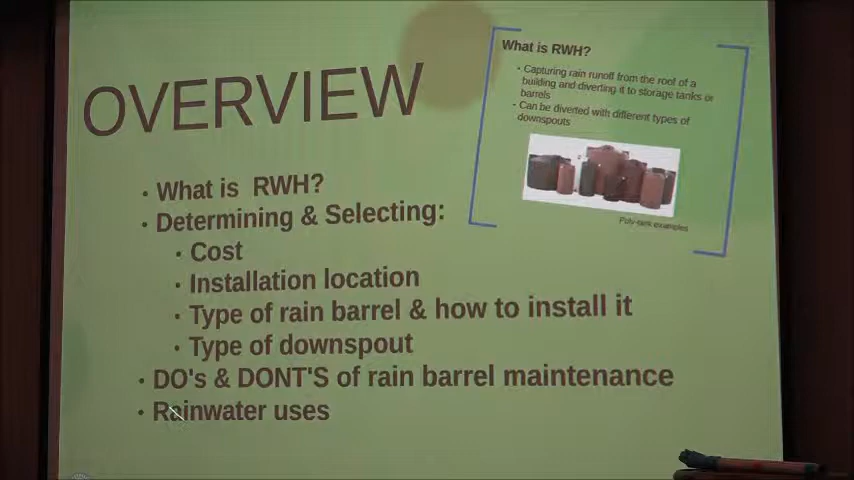 OVERVIEW
• What is RWH?
• Determining & Selecting:
• Cost
• Installation location
• Type of rain barrel & how to install it
• Type of downspout
• DO's & DONT'S of rain barrel maintenance
• Rainwater uses
What is RWH?
• Capturing rain runoff from the roof of a
building and diverting it to storage tanks or
barrels
• Can be diverted with different types of
downspouts
Poly-tank examples